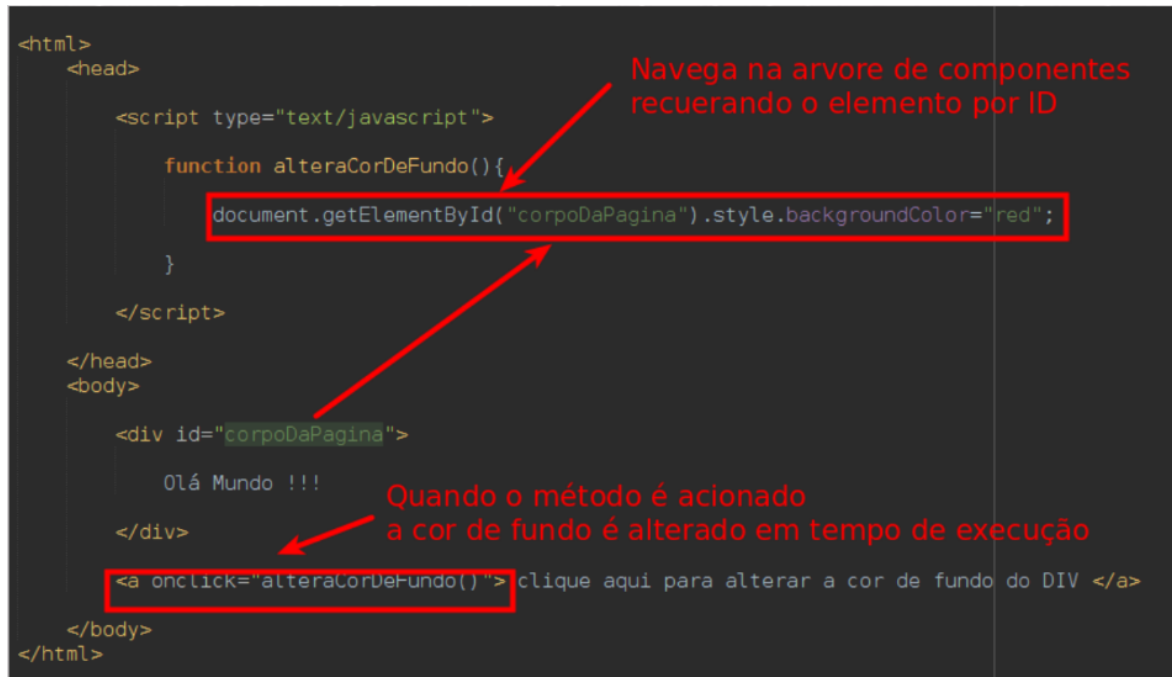 <html>
<head>
Navega na arvore de componentes
recuerando o elemento por ID
<script type="text/javascript">
function alteraCorDeFundo(){
document.getElementById("corpoDaPagina").style.backgroundColor="red";
}
</script>
</head>
<body>
<div id="corpoDaPagina">
Olá Mundo !!!
Quando o método é acionado
a cor de fundo é alterado em tempo de execução
</div>
<a onclick="alteraCorDeFundo()"> clique aqui para alterar a cor de fundo do DIV </a>
</body>
</html>